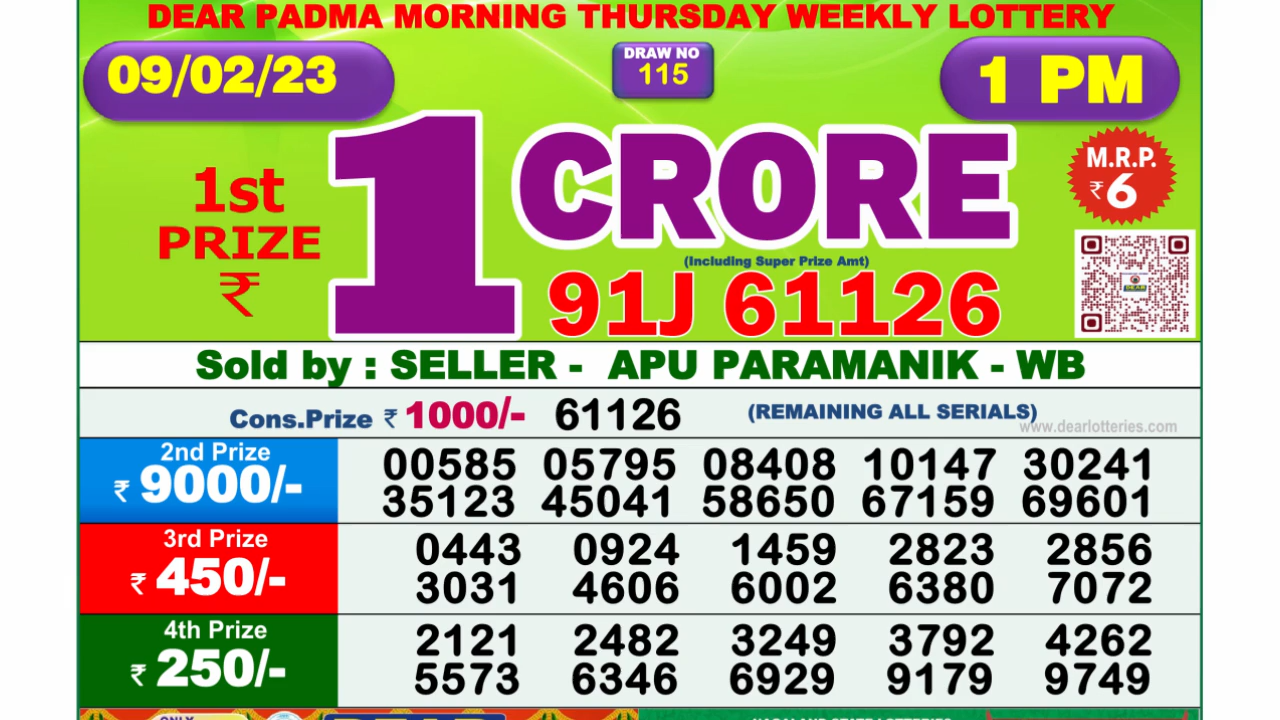 DEAR PADMA MORNING THURSDAY WEEKLY LOTTERY
09/02/23
DRAW NO
115
1 PM
1st
PRIZE
₹
1 CRORE
(Including Super Prize Amt)
91J 61126
M.R.P.
₹6
Sold by : SELLER - APU PARAMANIK - WB
Cons.Prize ₹ 1000/- 61126 (REMAINING ALL SERIALS)
www.dearlotteries.com
2nd Prize
₹ 9000/-
00585 05795 08408 10147 30241
35123 45041 58650 67159 69601
3rd Prize
₹ 450/-
0443 0924 1459 2823 2856
3031 4606 6002 6380 7072
4th Prize
₹ 250/-
2121 2482 3249 3792 4262
5573 6346 6929 9179 9749